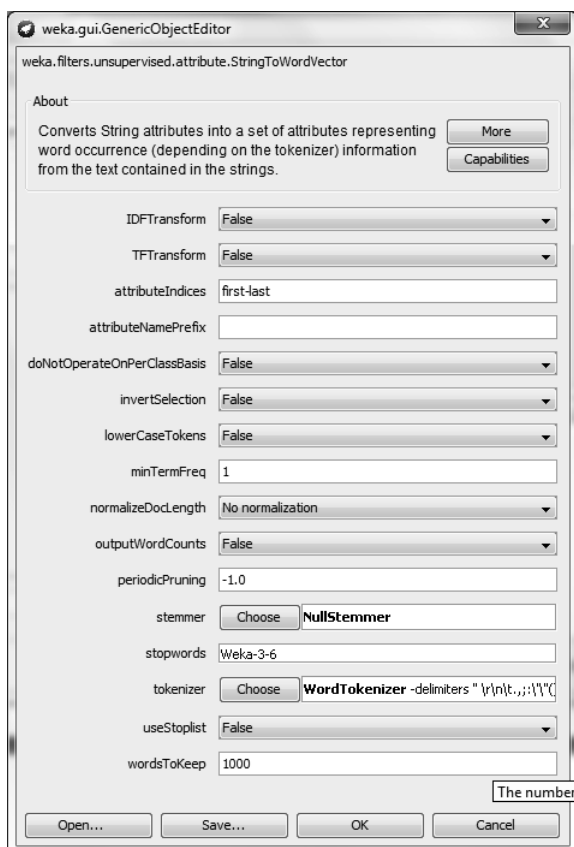 weka.gui.GenericObjectEditor
weka.filters.unsupervised.attribute.StringToWordVector
About
Converts String attributes into a set of attributes representing
word occurrence (depending on the tokenizer) information
from the text contained in the strings.
More
Capabilities
IDFTransform False
TFTransform False
attributeIndices first-last
attributeNamePrefix
doNotOperateOnPerClassBasis False
invertSelection False
lowerCaseTokens False
minTermFreq 1
normalizeDocLength No normalization
outputWordCounts False
periodicPruning -1.0
stemmer Choose NullStemmer
stopwords Weka-3-6
tokenizer Choose WordTokenizer -delimiters " \r\n\t.,;:\'\"(
useStoplist False
wordsToKeep 1000
The number
Open... Save... OK Cancel